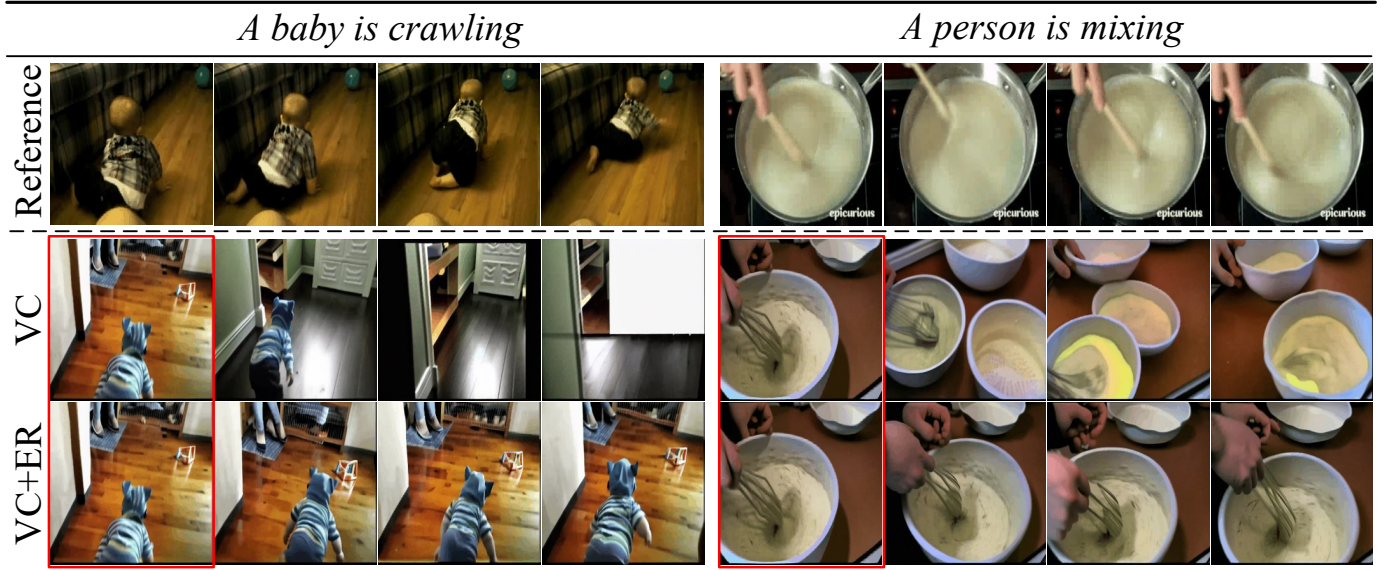 A baby is crawling
A person is mixing
Reference
epicurious
epicurious
epicurious
epicurious
VC
VC+ER